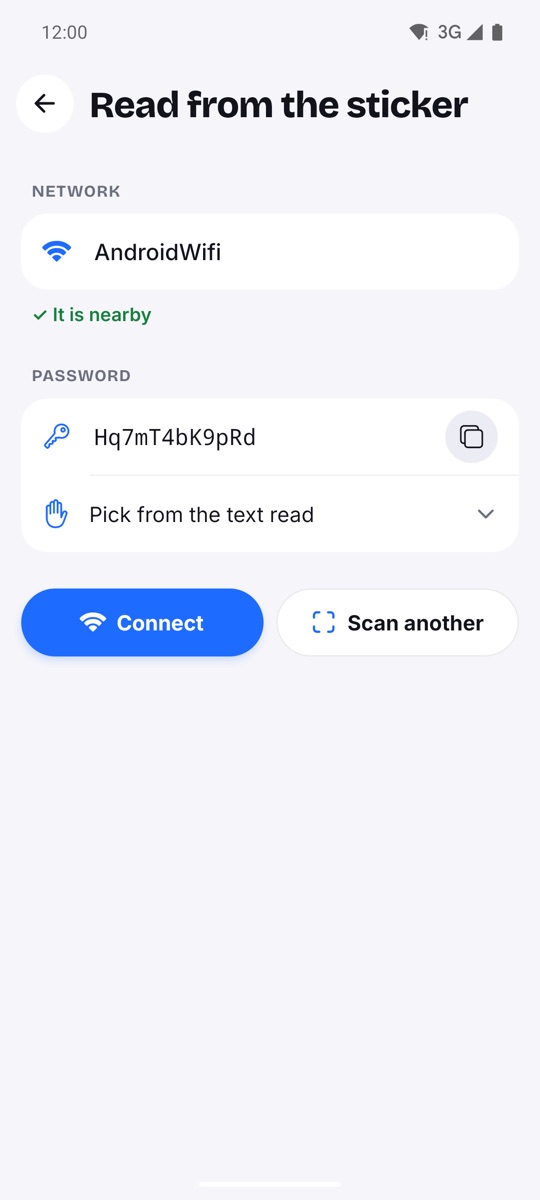 12:00
3G
Read from the sticker
NETWORK
AndroidWifi
It is nearby
PASSWORD
Hq7mT4bK9pRd
Pick from the text read
Connect
Scan another